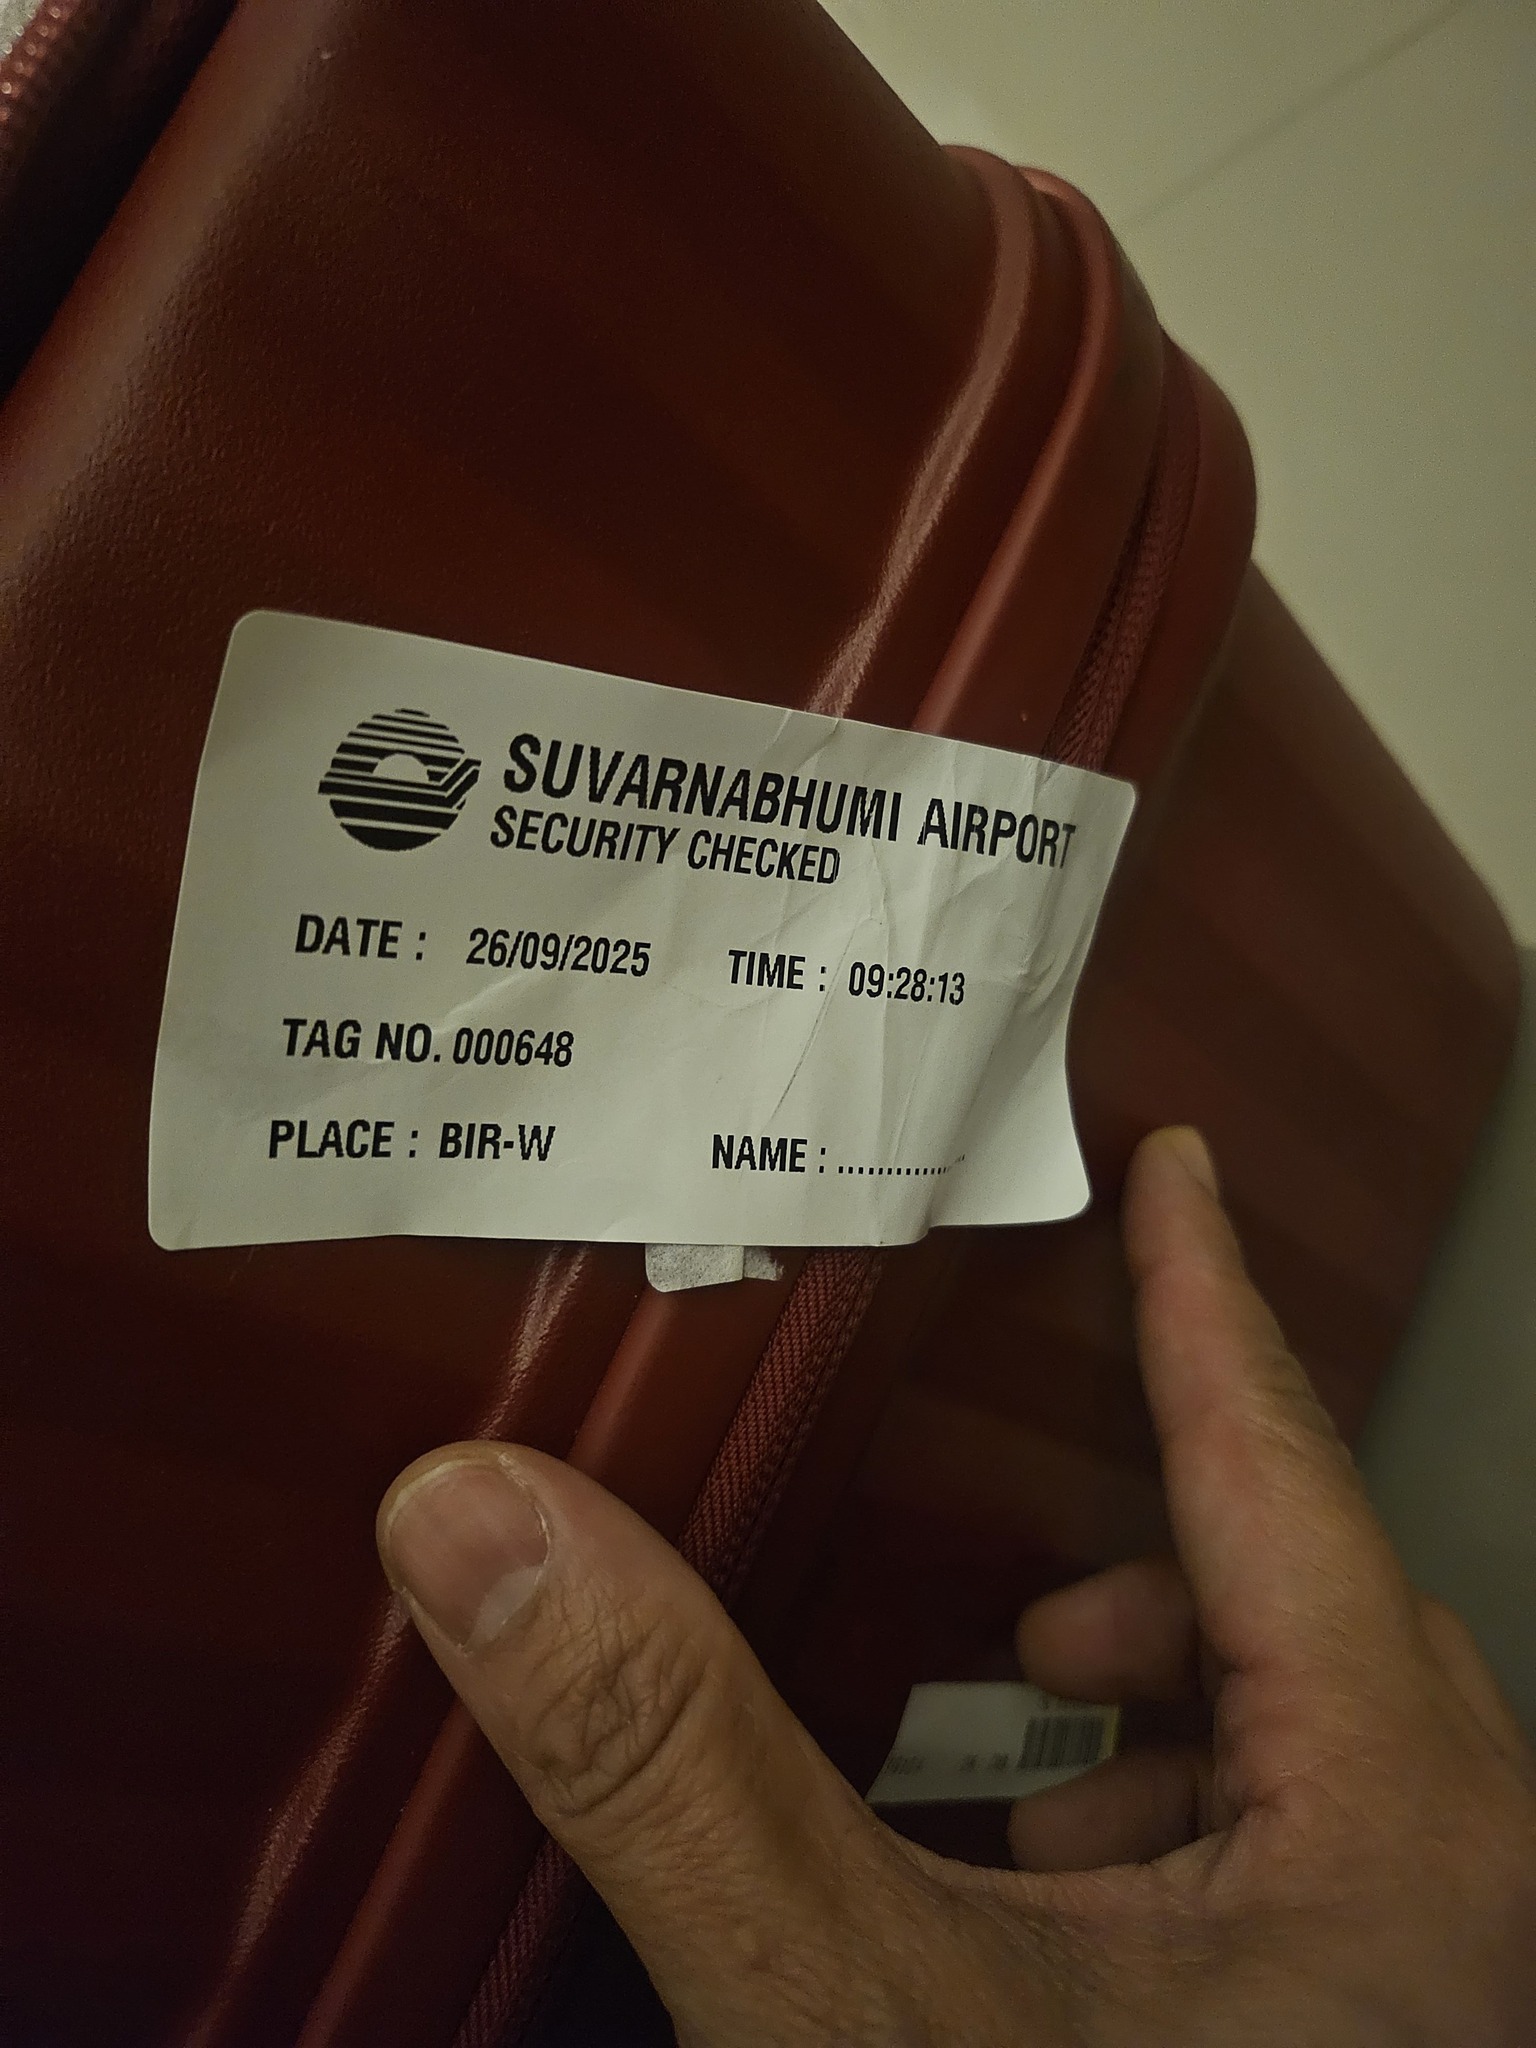 SUVARNABHUMI AIRPORT
SECURITY CHECKED
DATE : 26/09/2025 TIME : 09:28:13
TAG NO. 000648
PLACE : BIR-W NAME : ..............